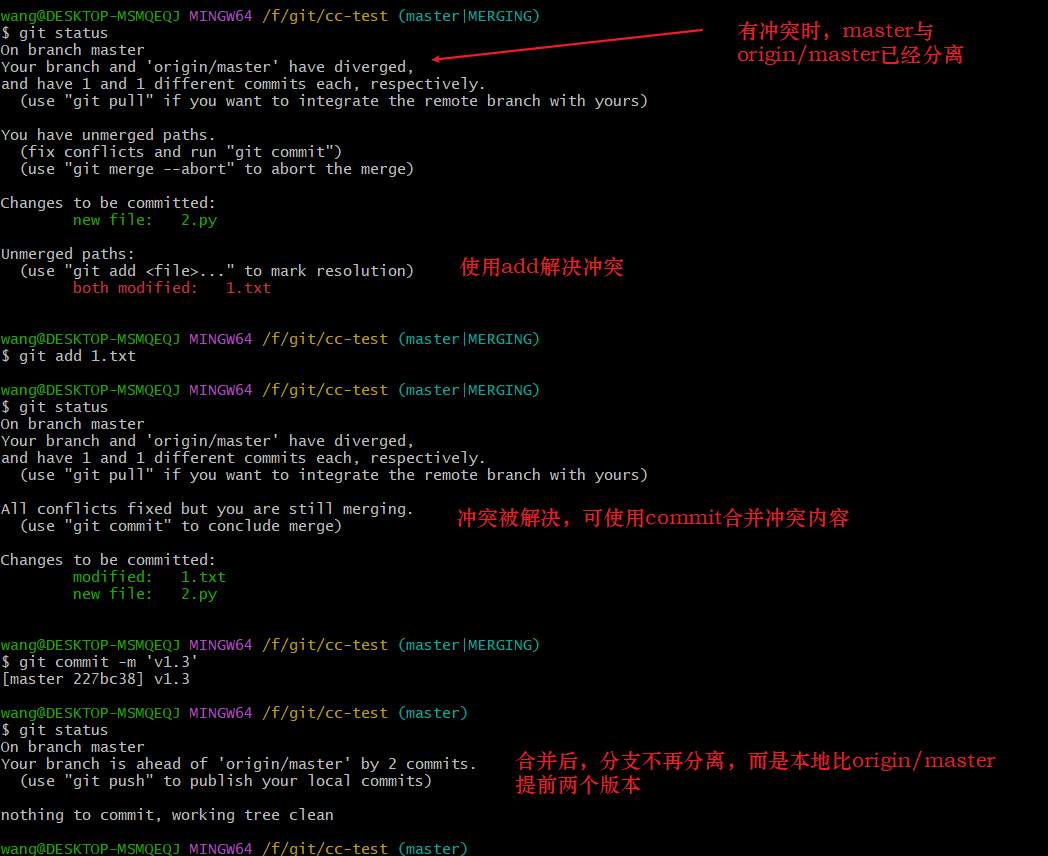 wang@DESKTOP-MSMQEQJ MINGW64 /f/git/cc-test (master|MERGING)
$ git status
有冲突时，master与
origin/master已经分离
On branch master
Your branch and 'origin/master' have diverged,
and have 1 and 1 different commits each, respectively.
(use "git pull" if you want to integrate the remote branch with yours)
You have unmerged paths.
(fix conflicts and run "git commit")
(use "git merge --abort" to abort the merge)
Changes to be committed:
new file:   2.py
Unmerged paths:
(use "git add <file>..." to mark resolution)
使用add解决冲突
both modified:   1.txt
wang@DESKTOP-MSMQEQJ MINGW64 /f/git/cc-test (master|MERGING)
$ git add 1.txt
wang@DESKTOP-MSMQEQJ MINGW64 /f/git/cc-test (master|MERGING)
$ git status
On branch master
Your branch and 'origin/master' have diverged,
and have 1 and 1 different commits each, respectively.
(use "git pull" if you want to integrate the remote branch with yours)
All conflicts fixed but you are still merging.
冲突被解决，可使用commit合并冲突内容
(use "git commit" to conclude merge)
Changes to be committed:
modified:   1.txt
new file:   2.py
wang@DESKTOP-MSMQEQJ MINGW64 /f/git/cc-test (master|MERGING)
$ git commit -m 'v1.3'
[master 227bc38] v1.3
wang@DESKTOP-MSMQEQJ MINGW64 /f/git/cc-test (master)
$ git status
On branch master
Your branch is ahead of 'origin/master' by 2 commits.
合并后，分支不再分离，而是本地比origin/master
提前两个版本
(use "git push" to publish your local commits)
nothing to commit, working tree clean
wang@DESKTOP-MSMQEQJ MINGW64 /f/git/cc-test (master)